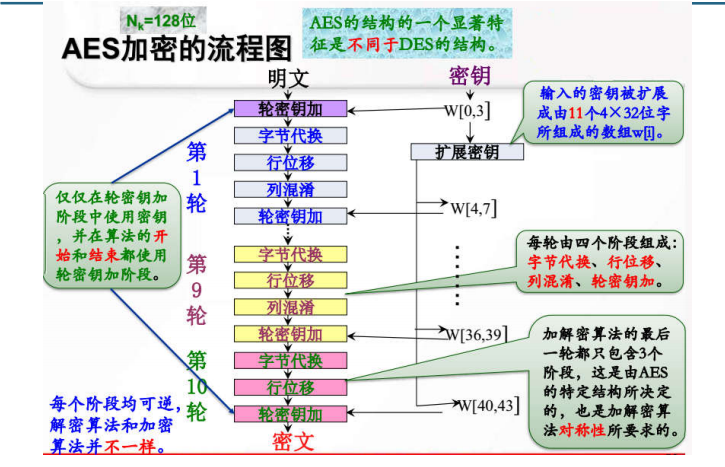 Nk=128位
AES加密的流程图
AES的结构的一个显著特
征是不同于DES的结构。
明文
密钥
轮密钥加
W[0,3]
输入的密钥被扩展
成由11个4×32位字
所组成的数组w[i]。
字节代换
扩展密钥
第
1
轮
行位移
列混淆
轮密钥加
W[4,7]
仅仅在轮密钥加
阶段中使用密钥
，并在算法的开
始和结束都使用
轮密钥加阶段。
第
9
轮
字节代换
行位移
列混淆
轮密钥加
W[36,39]
每轮由四个阶段组成：
字节代换、行位移、
列混淆、轮密钥加。
第
10
轮
字节代换
行位移
轮密钥加
W[40,43]
密文
加解密算法的最后
一轮都只包含3个
阶段，这是由AES
的特定结构所决定
的，也是加解密算
法对称性所要求的。
每个阶段均可逆，
解密算法和加密
算法并不一样。